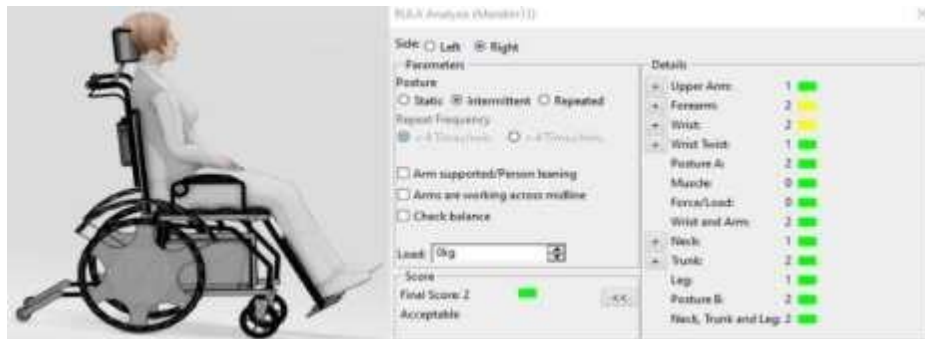 RULA Analysis (Manikin1)
Side: Left Right
Parameters
Posture
Static Intermittent Repeated
Repeat Frequency
Arm supported/Person leaning
Arms are working across midline
Check balance
Load: 0kg
Score
Final Score: 2
<<
Acceptable
Details
+ Upper Arm: 1
+ Forearm: 2
+ Wrist: 2
+ Wrist Twist: 1
Posture A: 2
Muscle: 0
Force/Load: 0
Wrist and Arm: 2
+ Neck: 1
+ Trunk: 2
Leg: 1
Posture B: 2
Neck, Trunk and Leg: 2